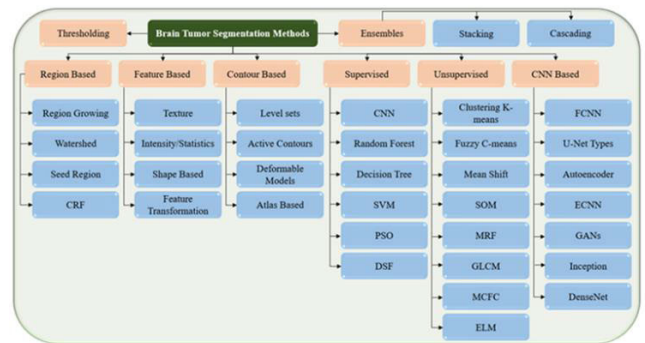 Thresholding
Brain Tumor Segmentation Methods
Ensembles
Stacking
Cascading
Region Based
Feature Based
Contour Based
Supervised
Unsupervised
CNN Based
Region Growing
Watershed
Seed Region
CRF
Texture
Intensity/Statistics
Shape Based
Feature
Transformation
Level sets
Active Contours
Deformable
Models
Atlas Based
CNN
Random Forest
Decision Tree
SVM
PSO
DSF
Clustering K-
means
Fuzzy C-means
Mean Shift
SOM
MRF
GLCM
MCFC
ELM
FCNN
U-Net Types
Autoencoder
ECNN
GANs
Inception
DenseNet